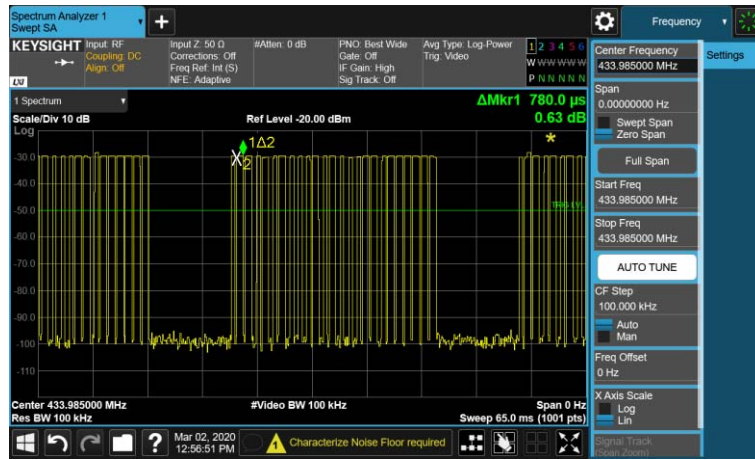 Spectrum Analyzer 1
Swept SA
+
Frequency
KEYSIGHT
Input: RF
Coupling: DC
Align: Off
Input Z: 50 Ω
Corrections: Off
Freq Ref: Int (S)
NFE: Adaptive
#Atten: 0 dB
PNO: Best Wide
Gate: Off
IF Gain: High
Sig Track: Off
Avg Type: Log-Power
Trig: Video
1 2 3 4 5 6
W W W W W W
P N N N N N
LXI
1 Spectrum
ΔMkr1 780.0 µs
Scale/Div 10 dB
Ref Level -20.00 dBm
0.63 dB
Log
1Δ2
X2
*
-30.0
-40.0
-50.0
TRIG LVL
-60.0
-70.0
-80.0
-90.0
-100
-110
Center 433.985000 MHz
#Video BW 100 kHz
Span 0 Hz
Res BW 100 kHz
Sweep 65.0 ms (1001 pts)
?
Mar 02, 2020
12:56:51 PM
Characterize Noise Floor required
Center Frequency
433.985000 MHz
Settings
Span
0.00000000 Hz
Swept Span
Zero Span
Full Span
Start Freq
433.985000 MHz
Stop Freq
433.985000 MHz
AUTO TUNE
CF Step
100.000 kHz
Auto
Man
Freq Offset
0 Hz
X Axis Scale
Log
Lin
Signal Track
(Span Zoom)